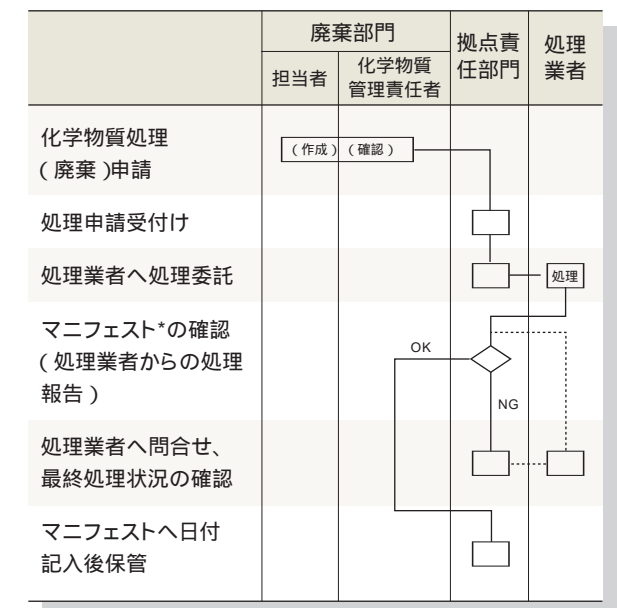 廃棄部門
拠点責
任部門
処理
業者
担当者
化学物質
管理責任者
化学物質処理
(廃棄)申請
(作成)(確認)
処理申請受付け
処理業者へ処理委託
処理
マニフェスト*の確認
(処理業者からの処理
報告)
OK
NG
処理業者へ問合せ、
最終処理状況の確認
マニフェストへ日付
記入後保管